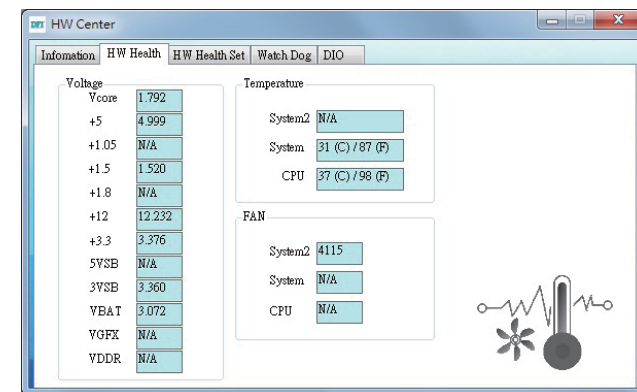 DFI HW Center
Infomation HW Health HW Health Set Watch Dog DIO
Voltage
Vcore 1.792
+5 4.999
+1.05 N/A
+1.5 1.520
+1.8 N/A
+12 12.232
+3.3 3.376
5VSB N/A
3VSB 3.360
VBAT 3.072
VGFX N/A
VDDR N/A
Temperature
System2 N/A
System 31 (C) / 87 (F)
CPU 37 (C) / 98 (F)
FAN
System2 4115
System N/A
CPU N/A